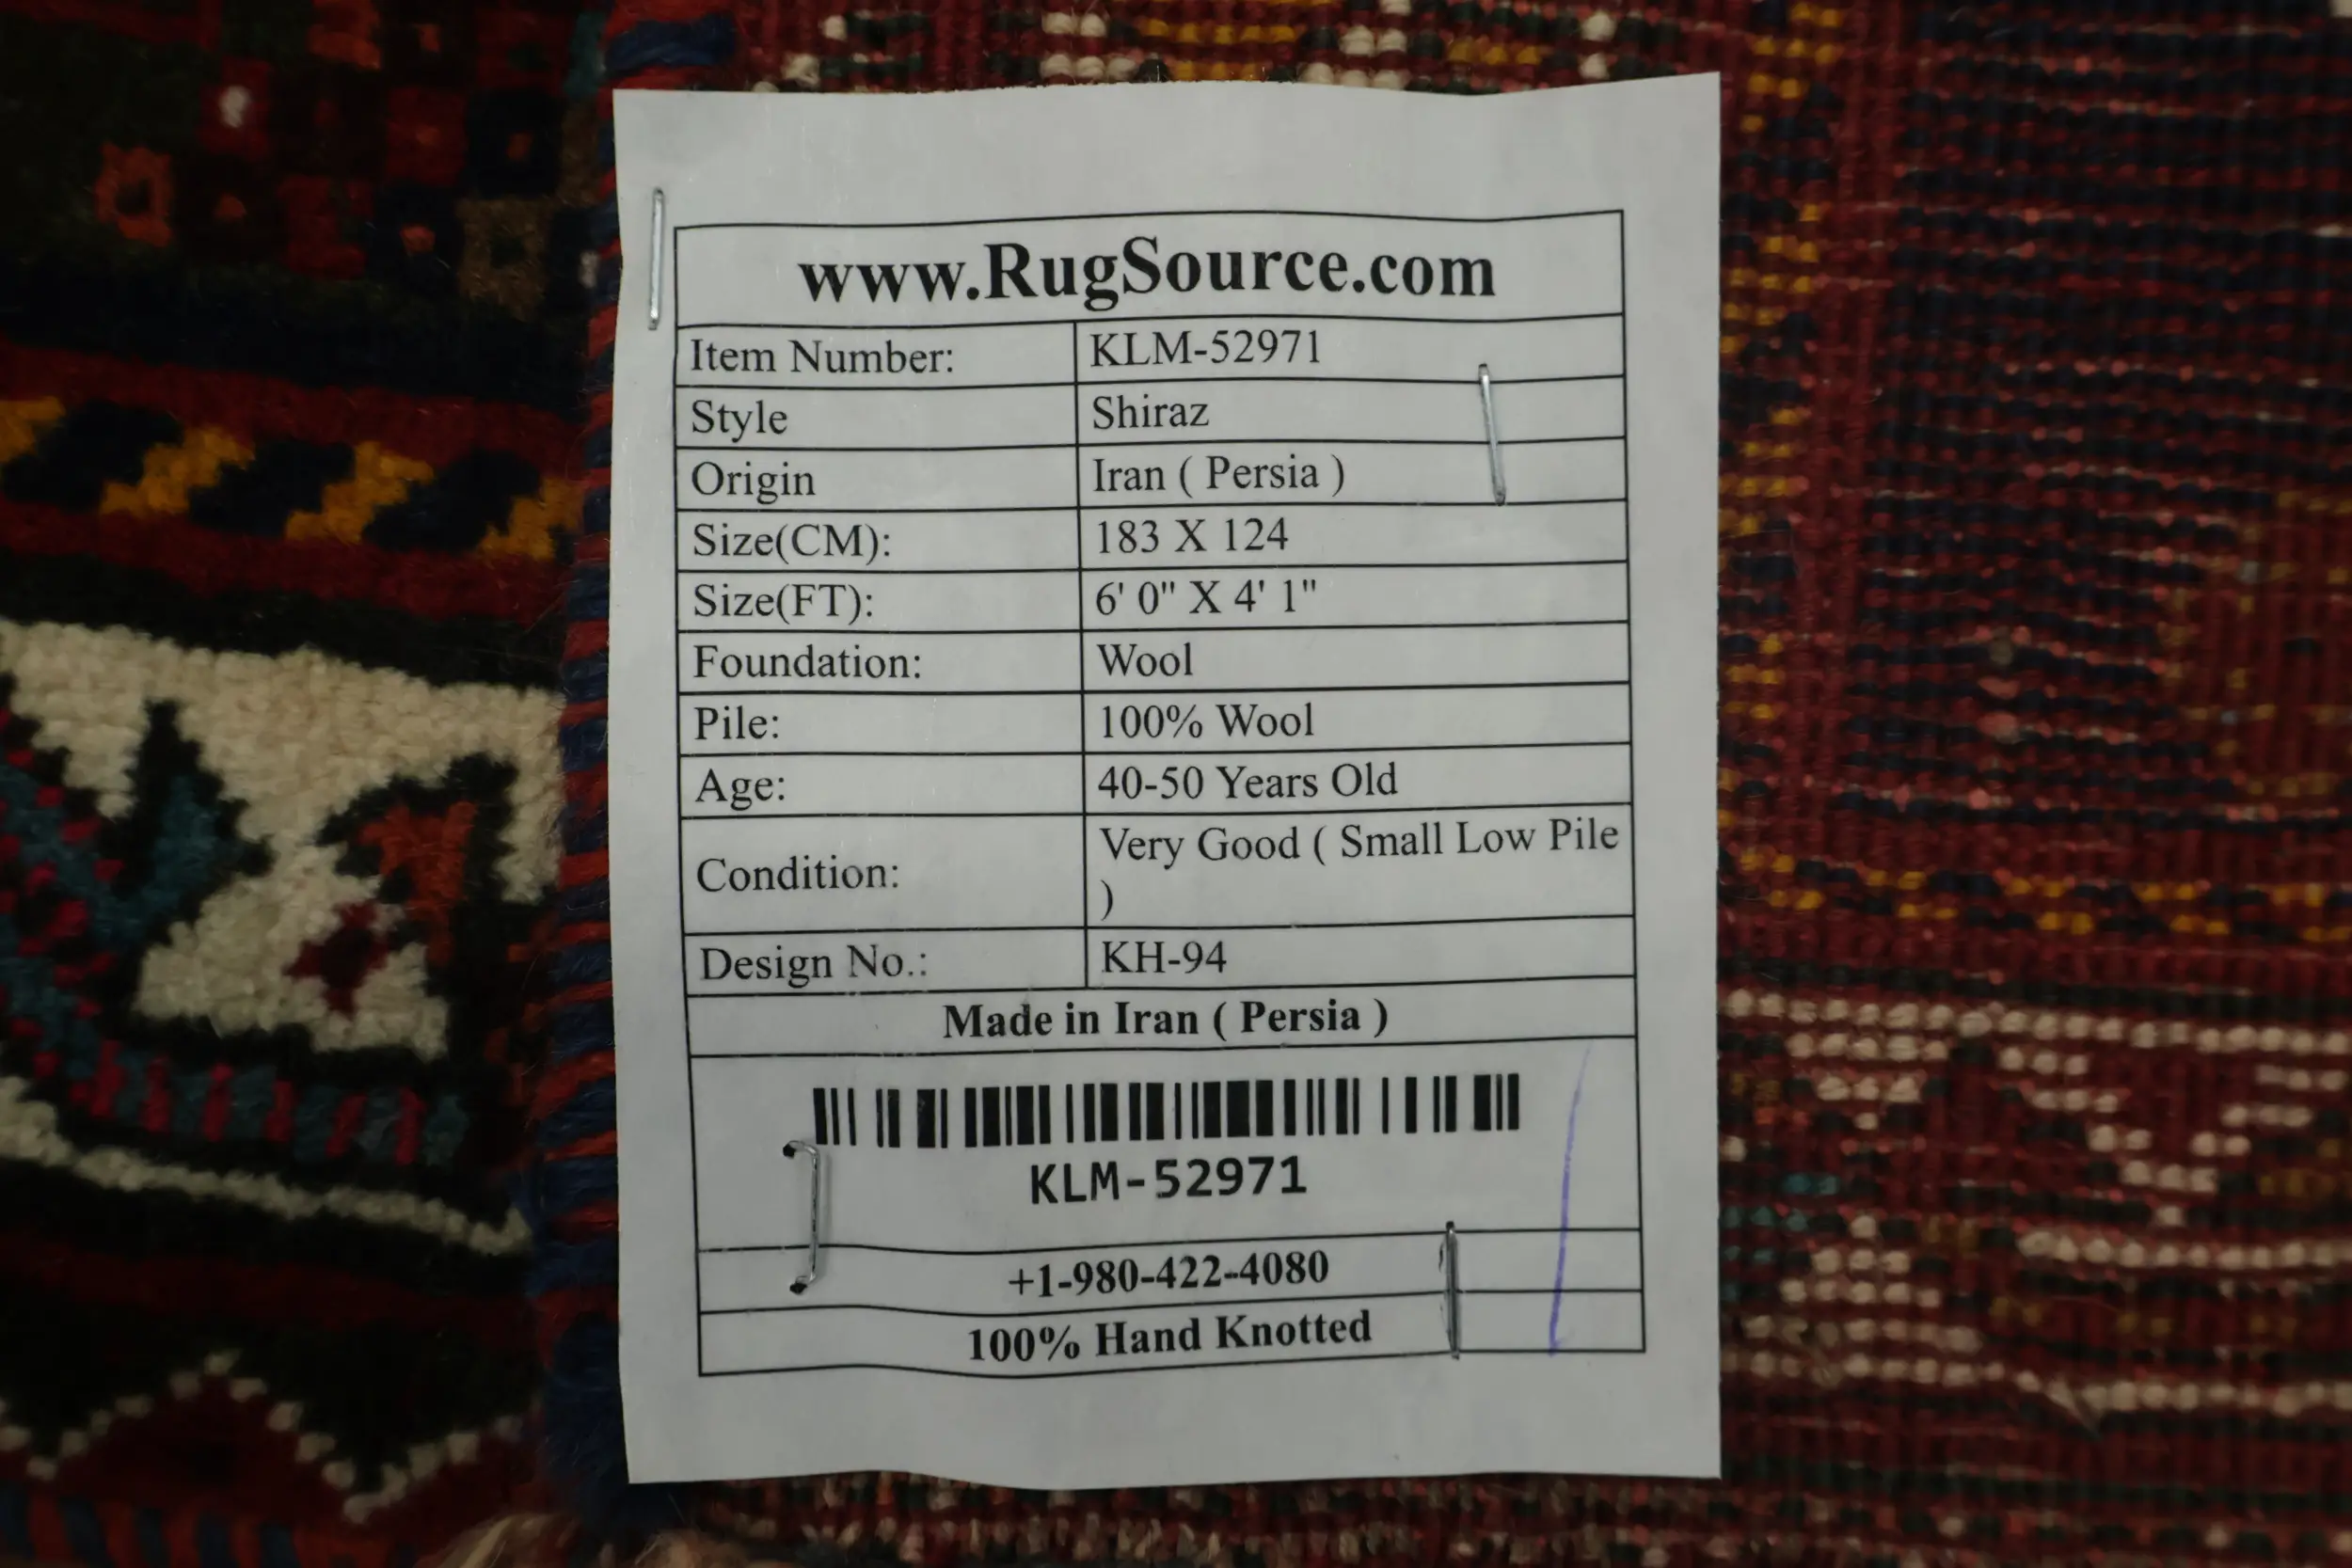 www.RugSource.com
Item Number: KLM-52971
Style Shiraz
Origin Iran ( Persia )
Size(CM): 183 X 124
Size(FT): 6' 0" X 4' 1"
Foundation: Wool
Pile: 100% Wool
Age: 40-50 Years Old
Condition: Very Good ( Small Low Pile
)
Design No.: KH-94
Made in Iran ( Persia )
KLM-52971
+1-980-422-4080
100% Hand Knotted